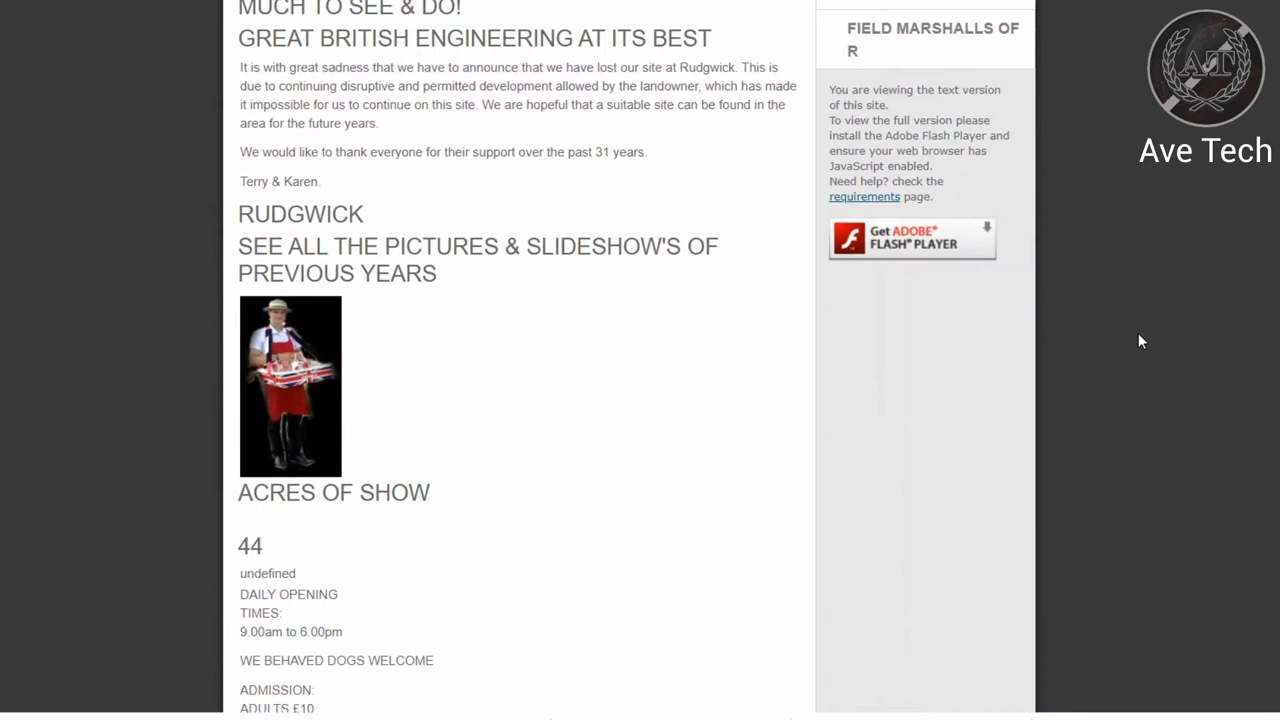 MUCH TO SEE & DO!
GREAT BRITISH ENGINEERING AT ITS BEST
It is with great sadness that we have to announce that we have lost our site at Rudgwick. This is
due to continuing disruptive and permitted development allowed by the landowner, which has made
it impossible for us to continue on this site. We are hopeful that a suitable site can be found in the
area for the future years.
We would like to thank everyone for their support over the past 31 years.
Terry & Karen.
RUDGWICK
SEE ALL THE PICTURES & SLIDESHOW'S OF
PREVIOUS YEARS
ACRES OF SHOW
44
undefined
DAILY OPENING
TIMES:
9.00am to 6.00pm
WE BEHAVED DOGS WELCOME
ADMISSION:
ADULTS £10
FIELD MARSHALLS OF
R
You are viewing the text version
of this site.
To view the full version please
install the Adobe Flash Player and
ensure your web browser has
JavaScript enabled.
Need help? check the
requirements page.
Get ADOBE®
FLASH® PLAYER
AT
Ave Tech